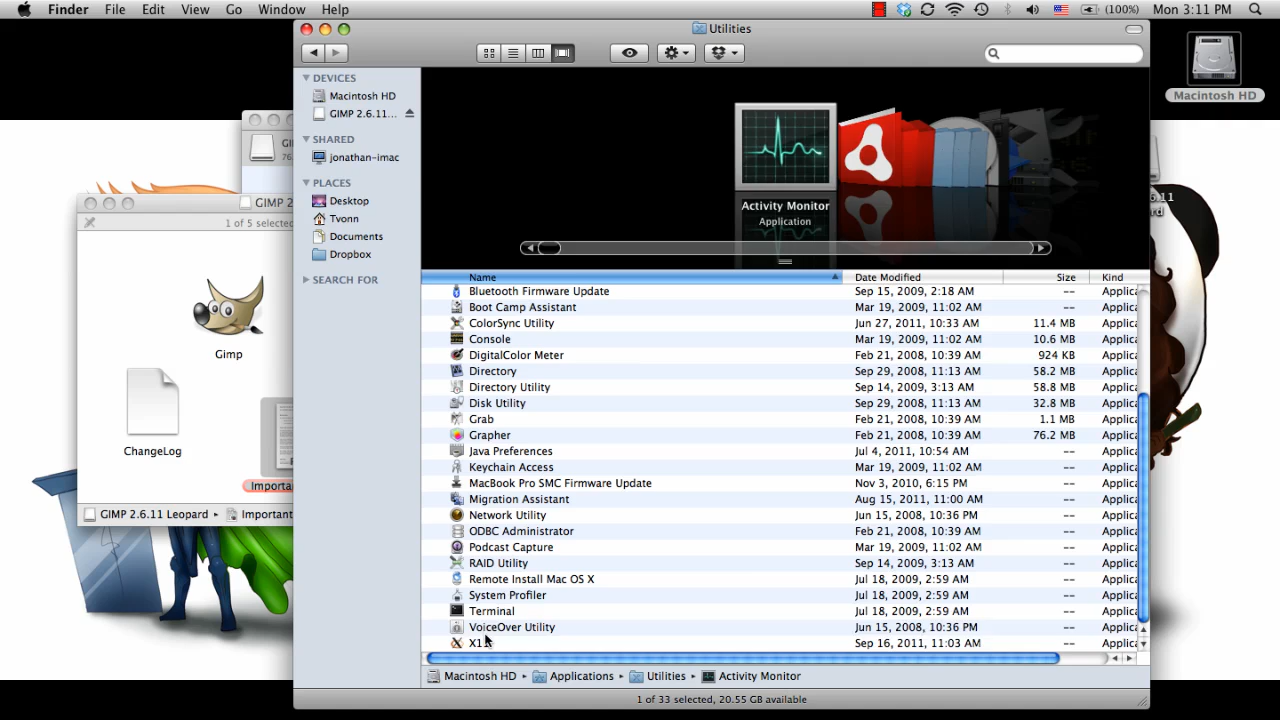 Finder File Edit View Go Window Help (100%) Mon 3:11 PM
Utilities
Macintosh HD
DEVICES
Macintosh HD
GIMP 2.6.11...
SHARED
jonathan-imac
PLACES
Desktop
Tvonn
Documents
Dropbox
SEARCH FOR
Activity Monitor
Application
Name Date Modified Size Kind
Bluetooth Firmware Update Sep 15, 2009, 2:18 AM -- Applica
Boot Camp Assistant Mar 19, 2009, 11:02 AM -- Applica
ColorSync Utility Jun 27, 2011, 10:33 AM 11.4 MB Applica
Console Mar 19, 2009, 11:02 AM 10.6 MB Applica
DigitalColor Meter Feb 21, 2008, 10:39 AM 924 KB Applica
Directory Sep 29, 2008, 11:13 AM 58.2 MB Applica
Directory Utility Sep 14, 2009, 3:13 AM 58.8 MB Applica
Disk Utility Sep 29, 2008, 11:13 AM 32.8 MB Applica
Grab Feb 21, 2008, 10:39 AM 1.1 MB Applica
Grapher Feb 21, 2008, 10:39 AM 76.2 MB Applica
Java Preferences Jul 4, 2011, 10:54 AM -- Applica
Keychain Access Mar 19, 2009, 11:02 AM -- Applica
MacBook Pro SMC Firmware Update Nov 3, 2010, 6:15 PM -- Applica
Migration Assistant Aug 15, 2011, 11:00 AM -- Applica
Network Utility Jun 15, 2008, 10:36 PM -- Applica
ODBC Administrator Mar 19, 2009, 11:02 AM -- Applica
Podcast Capture Mar 19, 2009, 11:02 AM -- Applica
RAID Utility Sep 14, 2009, 3:13 AM -- Applica
Remote Install Mac OS X Jul 18, 2009, 2:59 AM -- Applica
System Profiler Jul 18, 2009, 2:59 AM -- Applica
Terminal Jul 18, 2009, 2:59 AM -- Applica
VoiceOver Utility Jun 15, 2008, 10:36 PM -- Applica
X11 Sep 16, 2011, 11:03 AM -- Applica
Macintosh HD Applications Utilities Activity Monitor
1 of 33 selected, 20.55 GB available
GIMP 2
1 of 5 selected
Gimp
ChangeLog
Importa
GIMP 2.6.11 Leopard Important